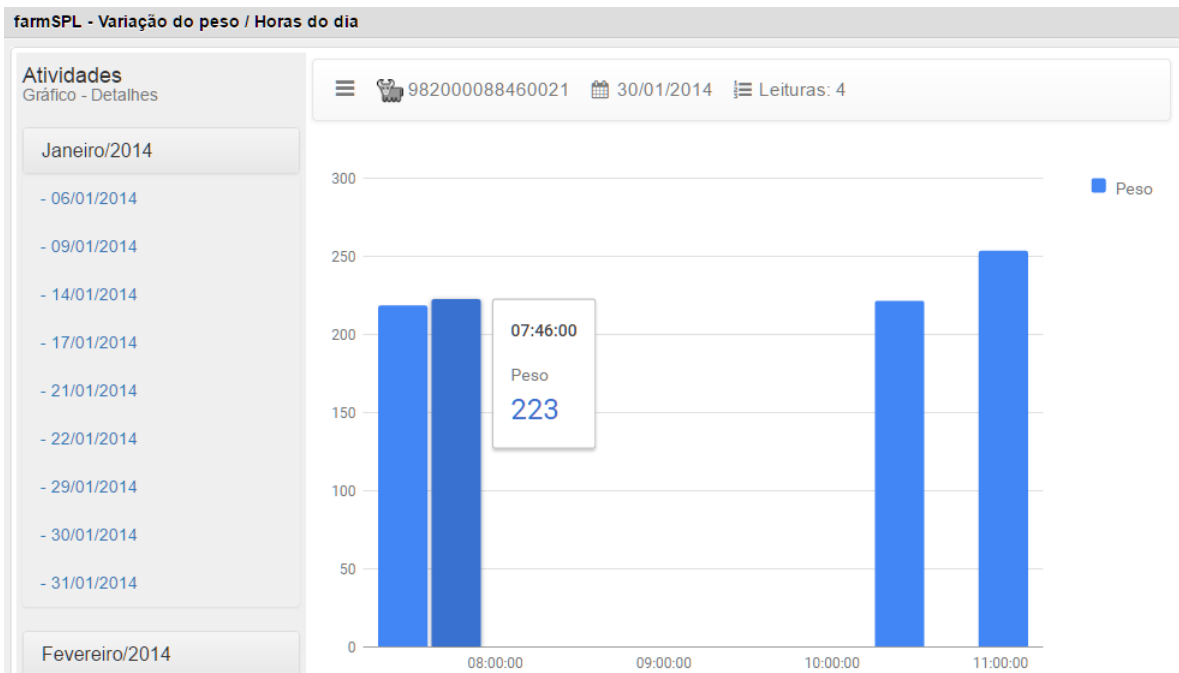 farmSPL - Variação do peso / Horas do dia
Atividades
Gráfico - Detalhes
982000088460021 30/01/2014 Leituras: 4
Janeiro/2014
- 06/01/2014
- 09/01/2014
- 14/01/2014
- 17/01/2014
- 21/01/2014
- 22/01/2014
- 29/01/2014
- 30/01/2014
- 31/01/2014
Fevereiro/2014
300
250
200
150
100
50
0
07:46:00
Peso
223
Peso
08:00:00 09:00:00 10:00:00 11:00:00